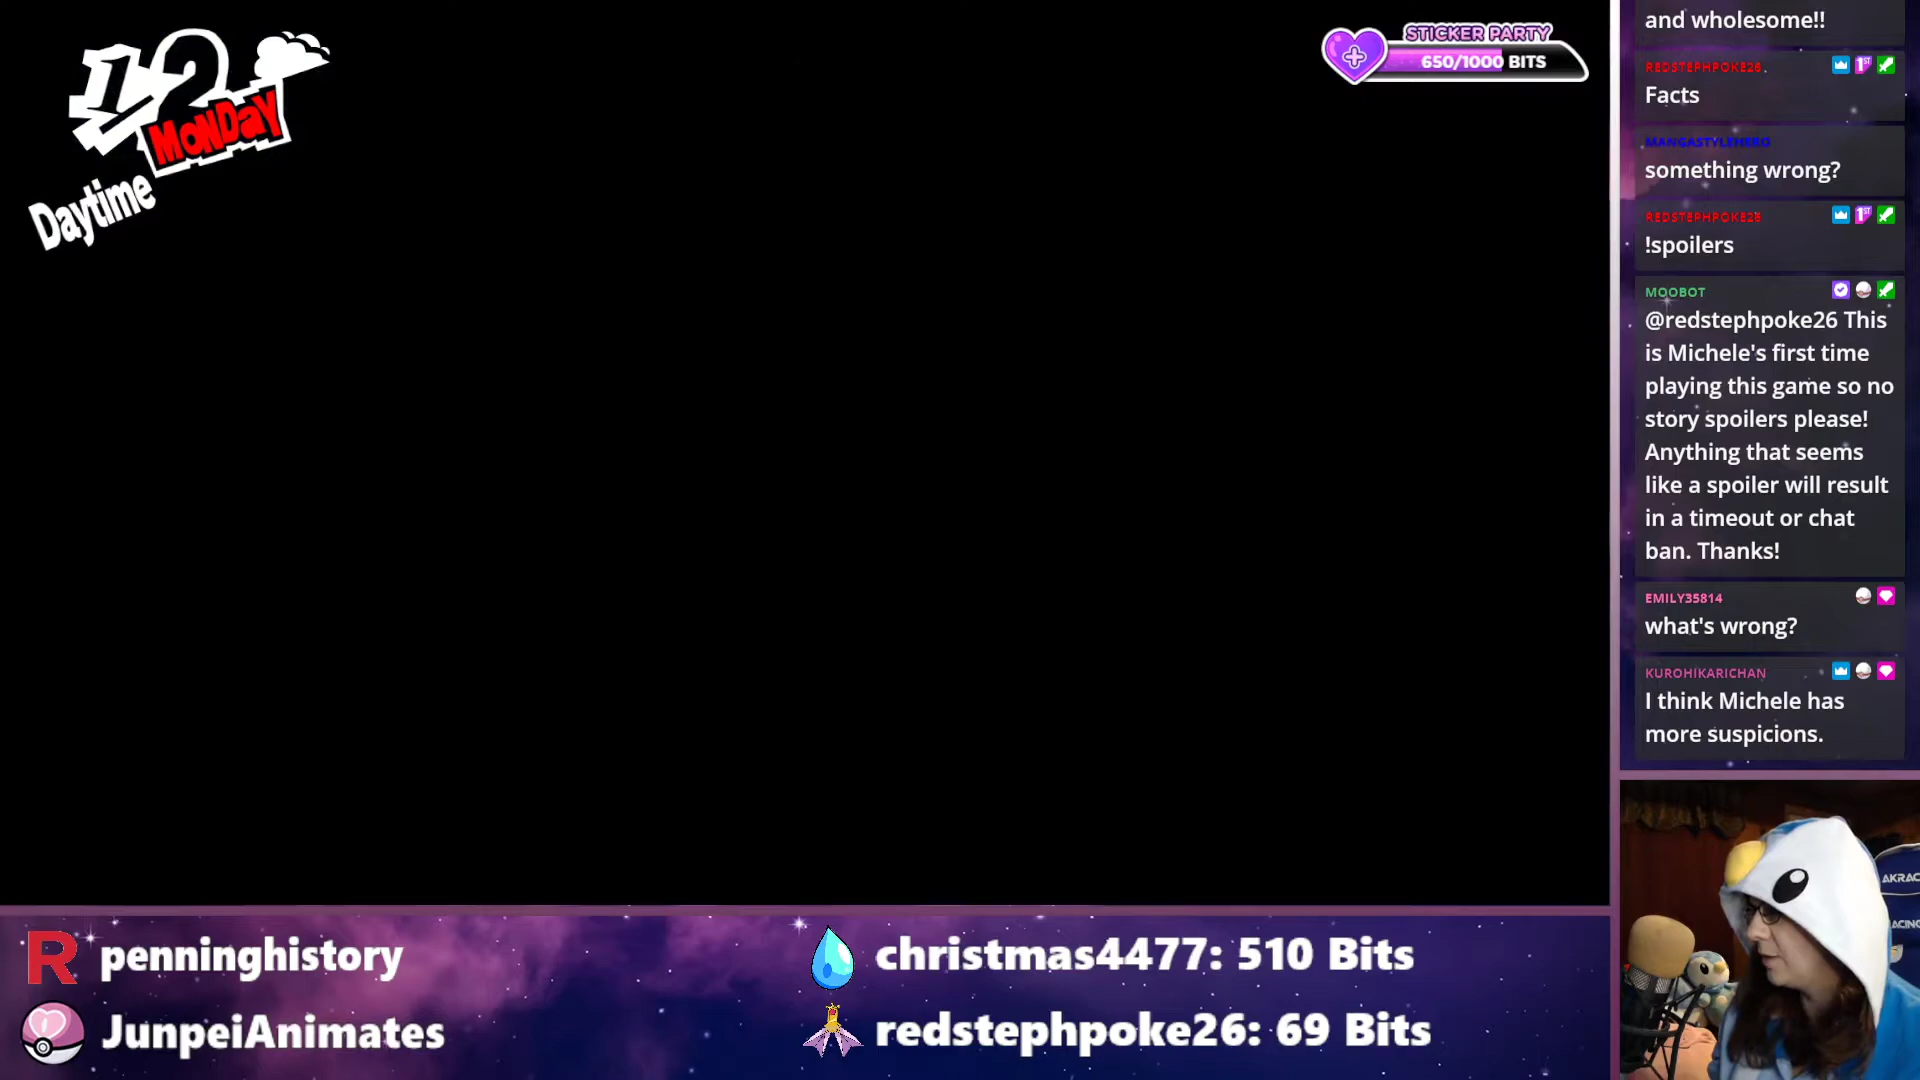 12
MONDAY
Daytime
STICKER PARTY
650/1000 BITS
and wholesome!!
REDSTEPHPOKE26
Facts
MANGASTYLEHERO
something wrong?
REDSTEPHPOKE26
!spoilers
MOOBOT
@redstephpoke26 This
is Michele's first time
playing this game so no
story spoilers please!
Anything that seems
like a spoiler will result
in a timeout or chat
ban. Thanks!
EMILY35814
what's wrong?
KUROHIKARICHAN
I think Michele has
more suspicions.
R penninghistory
JunpeiAnimates
christmas4477: 510 Bits
redstephpoke26: 69 Bits